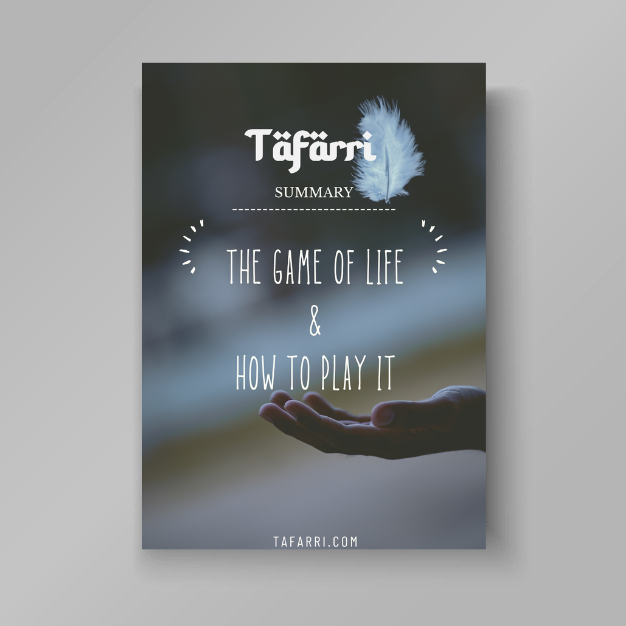 Täfärri
SUMMARY
THE GAME OF LIFE
&
HOW TO PLAY IT
TAFARRI.COM